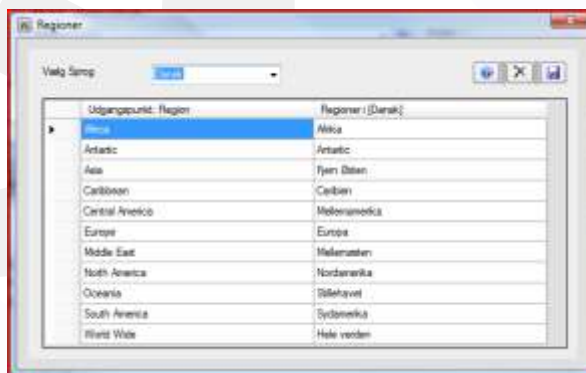 Regioner
Vælg Sprog Dansk
Udgangspunkt: Region Regioner i [Dansk]
Africa Afrika
Antartic Antartic
Asia Fjern Østen
Caribbean Caribien
Central America Mellemamerika
Europe Europa
Middle East Mellemøsten
North America Nordamerika
Oceania Stillehavet
South America Sydamerika
World Wide Hele verden